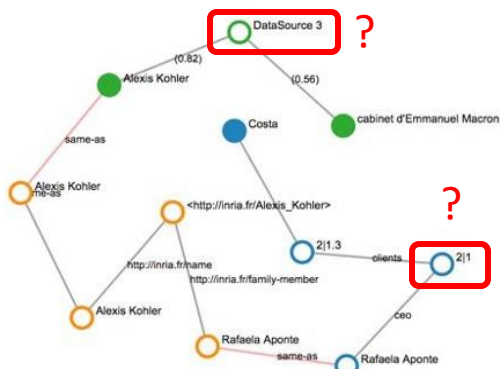 DataSource 3
?
(0.82)
Alexis Kohler
(0.56)
cabinet d'Emmanuel Macron
Costa
same-as
Alexis Kohler
me-as
<http://inria.fr/Alexis_Kohler>
?
2|1.3
clients
2|1
http://inria.fr/name
http://inria.fr/family-member
Alexis Kohler
ceo
Rafaela Aponte
same-as
Rafaela Aponte